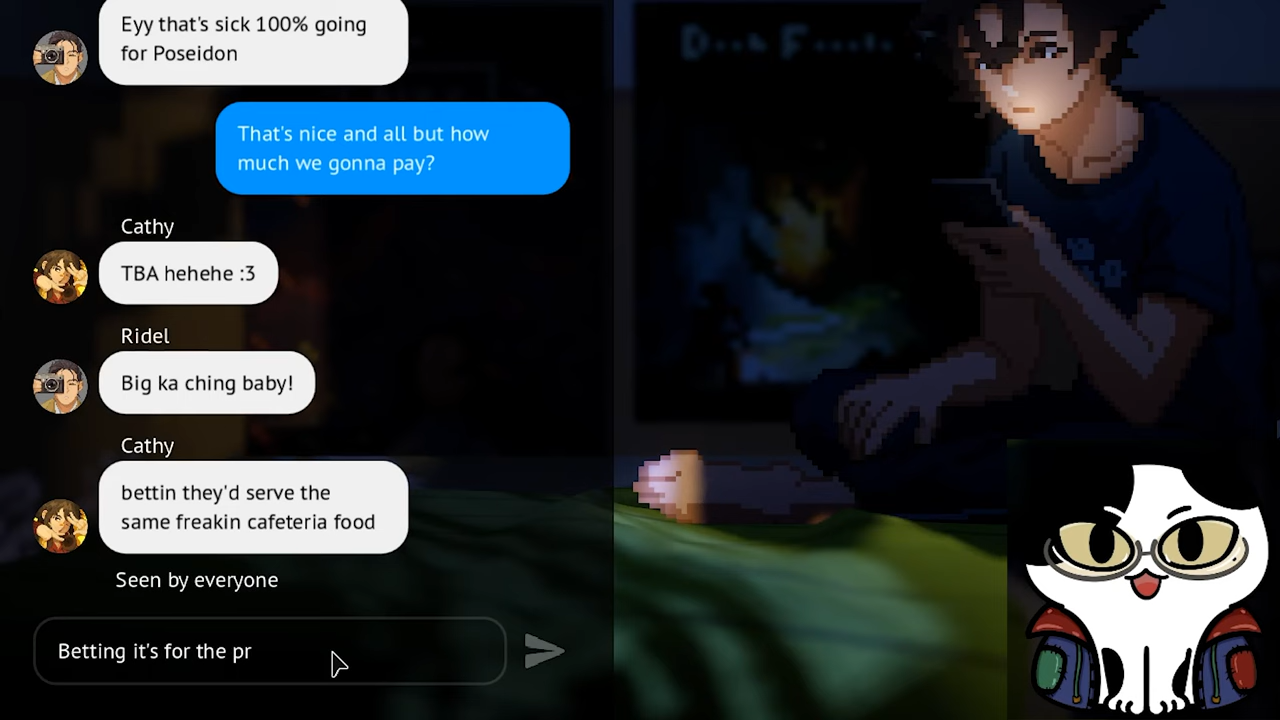 Eyy that's sick 100% going
for Poseidon
That's nice and all but how
much we gonna pay?
Cathy
TBA hehehe :3
Ridel
Big ka ching baby!
Cathy
bettin they'd serve the
same freakin cafeteria food
Seen by everyone
Betting it's for the pr